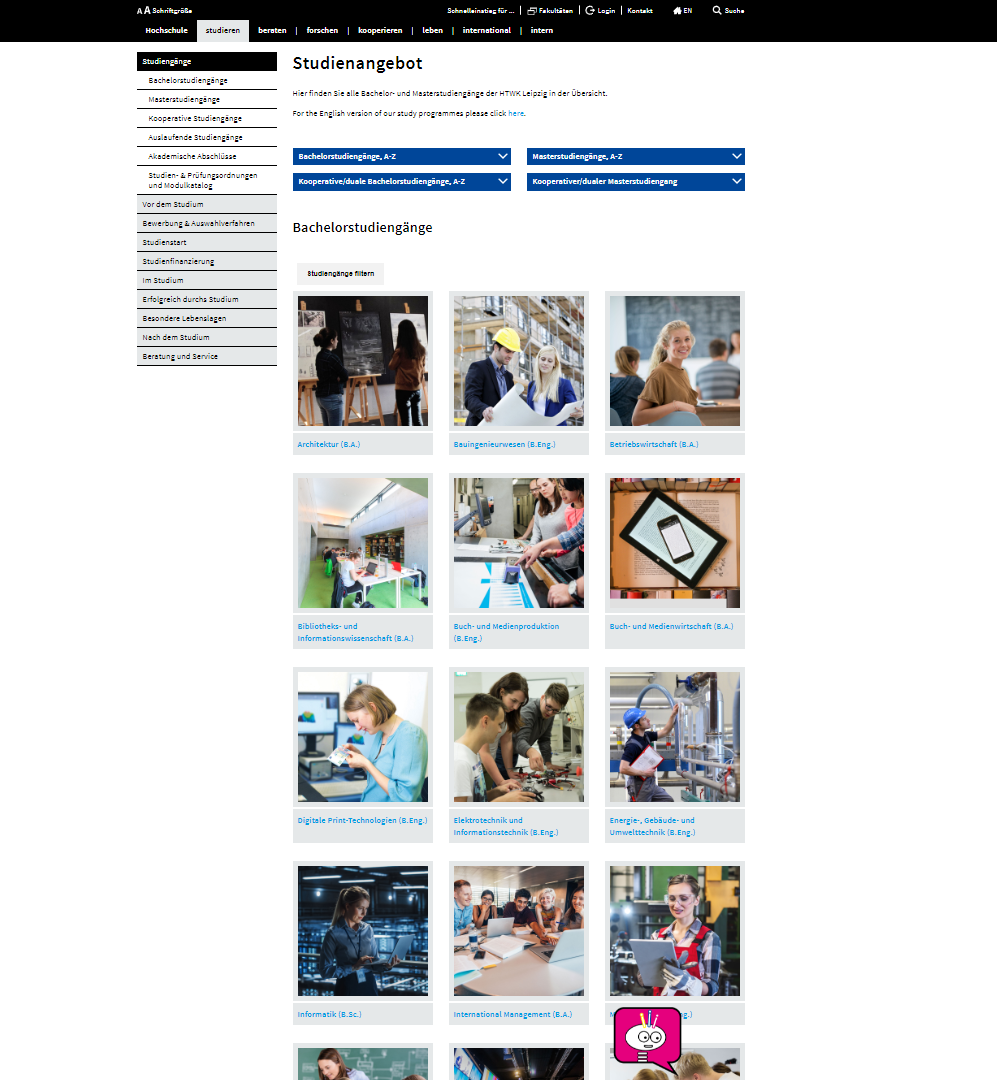 AA Schriftgröße
Schnelleinstieg für ... | Fakultäten | Login | Kontakt EN Suche
Hochschule studieren beraten | forschen | kooperieren | leben | international | intern
Studiengänge
Bachelorstudiengänge
Masterstudiengänge
Kooperative Studiengänge
Auslaufende Studiengänge
Akademische Abschlüsse
Studien- & Prüfungsordnungen
und Modulkatalog
Vor dem Studium
Bewerbung & Auswahlverfahren
Studienstart
Studienfinanzierung
Im Studium
Erfolgreich durchs Studium
Besondere Lebenslagen
Nach dem Studium
Beratung und Service
Studienangebot
Hier finden Sie alle Bachelor- und Masterstudiengänge der HTWK Leipzig in der Übersicht.
For the English version of our study programmes please click here.
Bachelorstudiengänge, A-Z
Masterstudiengänge, A-Z
Kooperative/duale Bachelorstudiengänge, A-Z
Kooperativer/dualer Masterstudiengang
Bachelorstudiengänge
Studiengänge filtern
Architektur (B.A.)
Bauingenieurwesen (B.Eng.)
Betriebswirtschaft (B.A.)
Bibliotheks- und
Informationswissenschaft (B.A.)
Buch- und Medienproduktion
(B.Eng.)
Buch- und Medienwirtschaft (B.A.)
Digitale Print-Technologien (B.Eng.)
Elektrotechnik und
Informationstechnik (B.Eng.)
Energie-, Gebäude- und
Umwelttechnik (B.Eng.)
Informatik (B.Sc.)
International Management (B.A.)